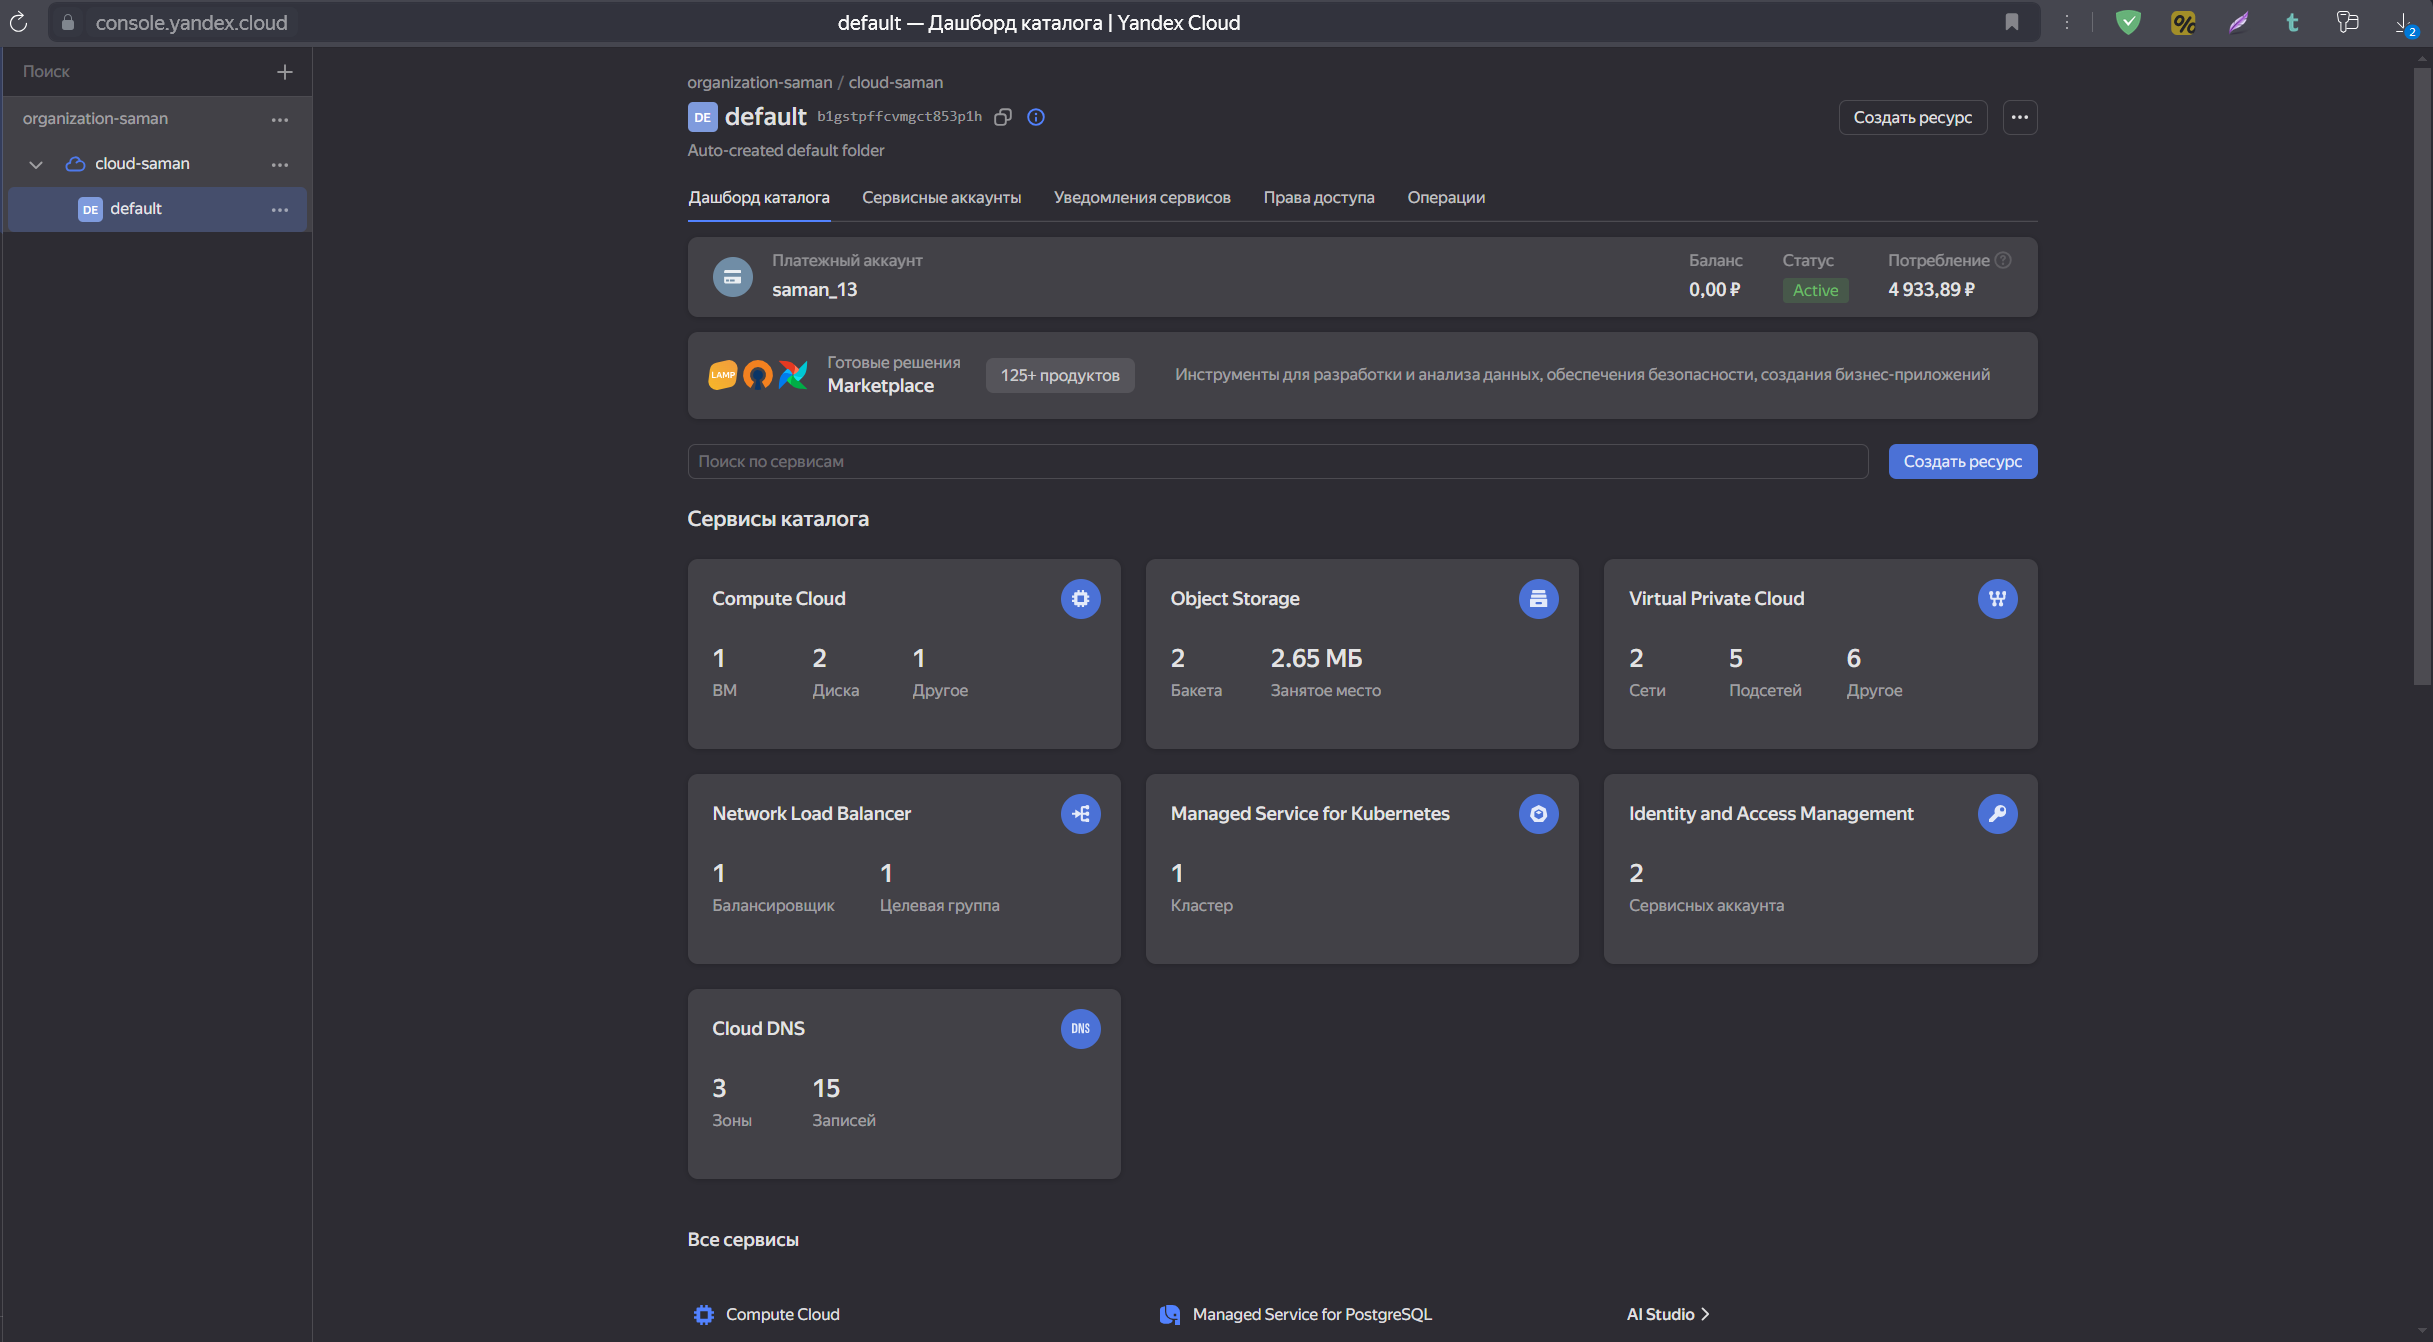 console.yandex.cloud
default — Дашборд каталога | Yandex Cloud
2
Поиск
organization-saman
cloud-saman
DE default
organization-saman / cloud-saman
DE default b1gstpffcvmgct853p1h
Создать ресурс
Auto-created default folder
Дашборд каталога Сервисные аккаунты Уведомления сервисов Права доступа Операции
Платежный аккаунт
saman_13
Баланс
0,00 ₽
Статус
Active
Потребление
4 933,89 ₽
LAMP
Готовые решения
Marketplace
125+ продуктов
Инструменты для разработки и анализа данных, обеспечения безопасности, создания бизнес-приложений
Поиск по сервисам
Создать ресурс
Сервисы каталога
Compute Cloud
1 2 1
ВМ Диска Другое
Object Storage
2 2.65 МБ
Бакета Занятое место
Virtual Private Cloud
2 5 6
Сети Подсетей Другое
Network Load Balancer
1 1
Балансировщик Целевая группа
Managed Service for Kubernetes
1
Кластер
Identity and Access Management
2
Сервисных аккаунта
Cloud DNS
DNS
3 15
Зоны Записей
Все сервисы
Compute Cloud
Managed Service for PostgreSQL
AI Studio